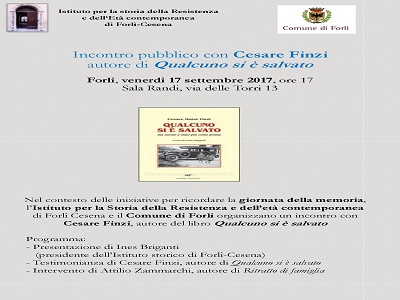 Istituto per la storia della Resistenza
e dell'Età contemporanea
di Forlì-Cesena
Comune di Forlì
Incontro pubblico con Cesare Finzi
autore di Qualcuno si è salvato
Forlì, venerdì 17 settembre 2017, ore 17
Sala Randi, via delle Torri 13
QUALCUNO
SI È SALVATO
Nel contesto delle iniziative per ricordare la giornata della memoria,
l'Istituto per la Storia della Resistenza e dell'età contemporanea
di Forlì Cesena e il Comune di Forlì organizzano un incontro con
Cesare Finzi, autore del libro Qualcuno si è salvato
Programma:
- Presentazione di Ines Briganti
(presidente dell'Istituto storico di Forlì-Cesena)
- Testimonianza di Cesare Finzi, autore di Qualcuno si è salvato
- Intervento di Attilio Zammarchi, autore di Ritratto di famiglia